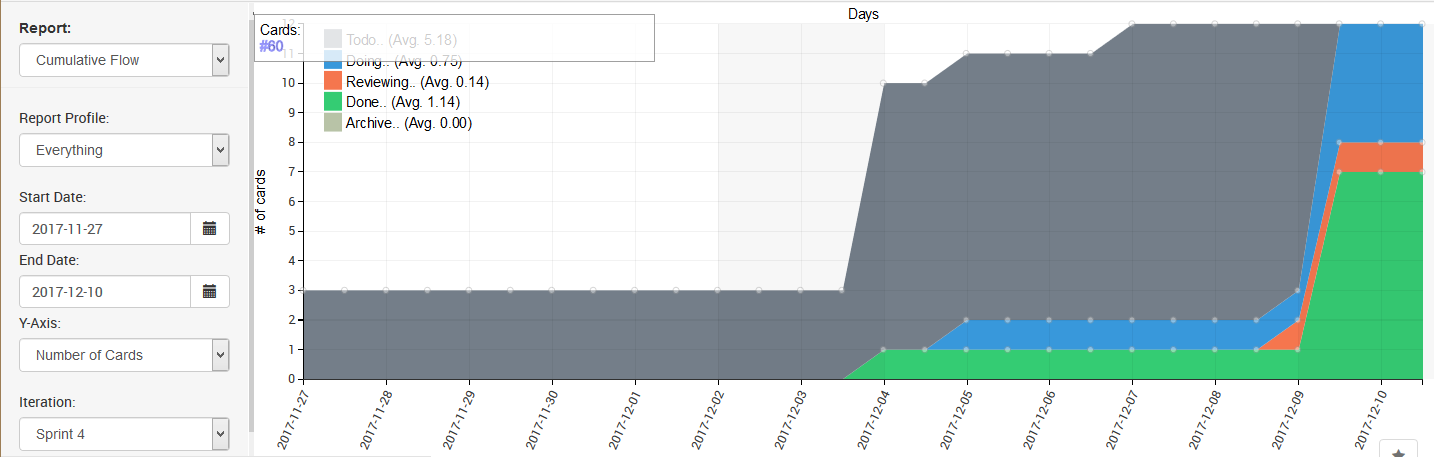 Report:
Cumulative Flow
Report Profile:
Everything
Start Date:
2017-11-27
End Date:
2017-12-10
Y-Axis:
Number of Cards
Iteration:
Sprint 4
Days
Cards:
#60
Todo.. (Avg. 5.18)
Doing.. (Avg. 0.75)
Reviewing.. (Avg. 0.14)
Done.. (Avg. 1.14)
Archive.. (Avg. 0.00)
# of cards
12
11
10
9
8
7
6
5
4
3
2
1
0
2017-11-27
2017-11-28
2017-11-29
2017-11-30
2017-12-01
2017-12-02
2017-12-03
2017-12-04
2017-12-05
2017-12-06
2017-12-07
2017-12-08
2017-12-09
2017-12-10